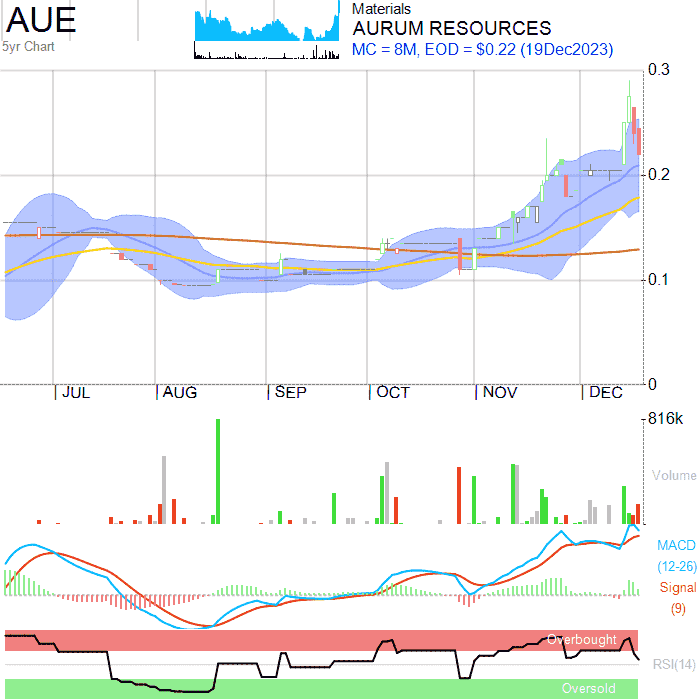 AUE
5yr Chart
Materials
AURUM RESOURCES
MC = 8M, EOD = $0.22 (19Dec2023)
0.3
0.2
0.1
0
JUL AUG SEP OCT NOV DEC
816k
Volume
MACD
(12-26)
Signal
(9)
Overbought
RSI(14)
Oversold